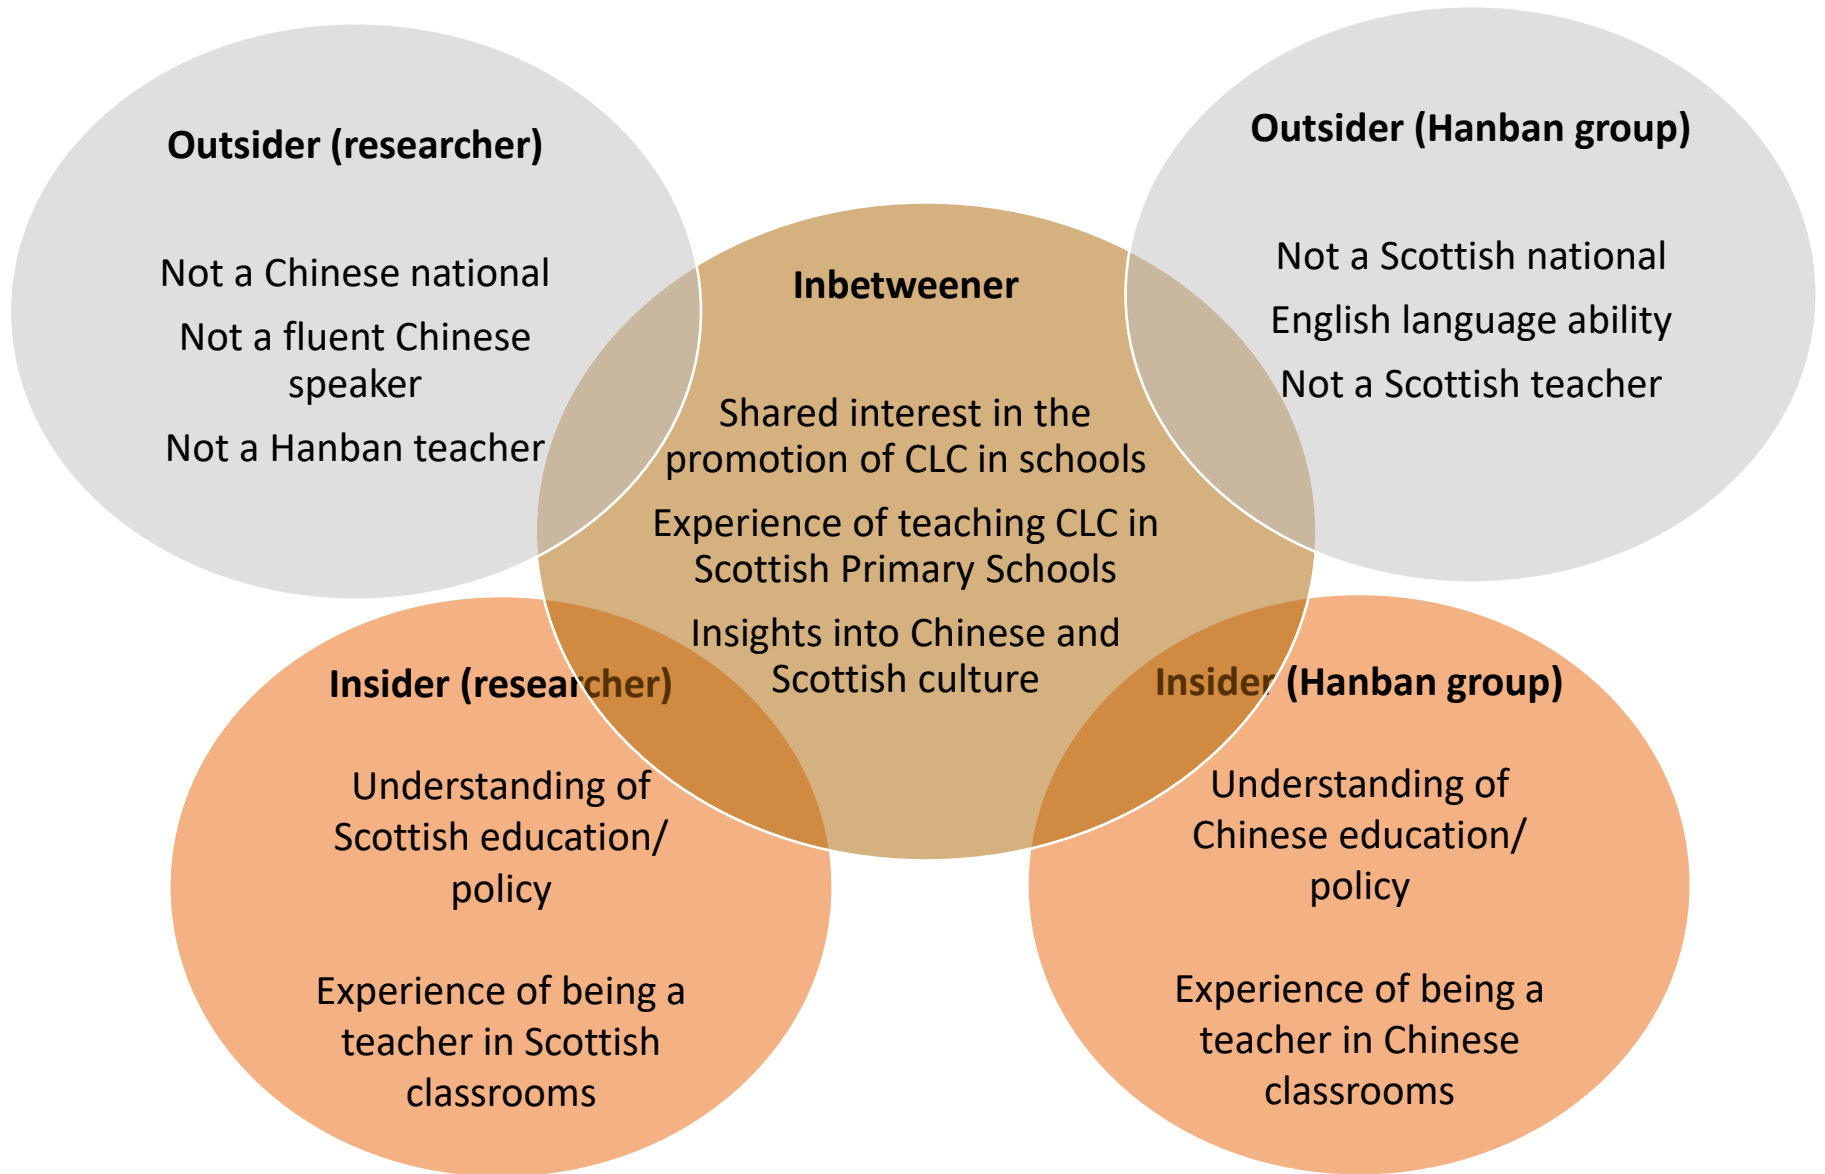 Outsider (researcher)
Not a Chinese national
Not a fluent Chinese
speaker
Not a Hanban teacher
Outsider (Hanban group)
Not a Scottish national
English language ability
Not a Scottish teacher
Inbetweener
Shared interest in the
promotion of CLC in schools
Experience of teaching CLC in
Scottish Primary Schools
Insights into Chinese and
Scottish culture
Insider (researcher)
Understanding of
Scottish education/
policy
Experience of being a
teacher in Scottish
classrooms
Insider (Hanban group)
Understanding of
Chinese education/
policy
Experience of being a
teacher in Chinese
classrooms